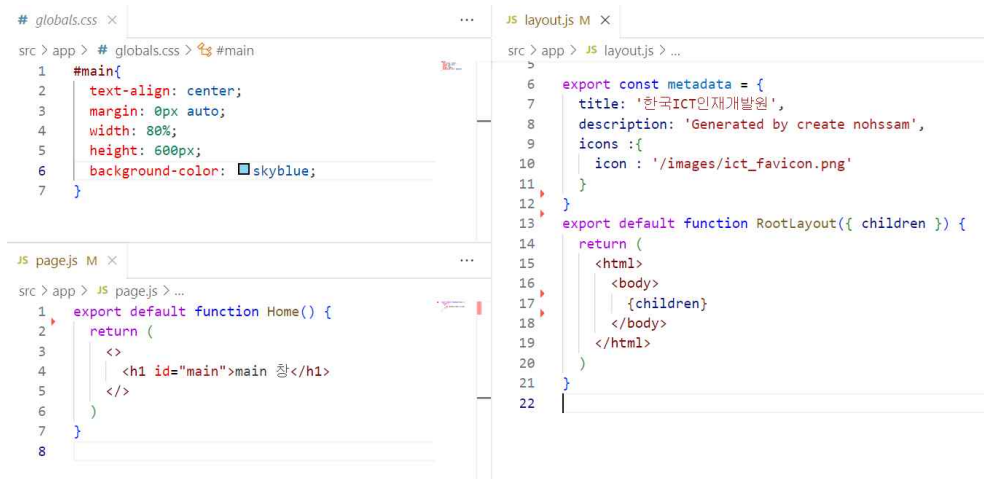 # globals.css ×
...
src > app > # globals.css > #main
1 #main{
2 text-align: center;
3 margin: 0px auto;
4 width: 80%;
5 height: 600px;
6 background-color: skyblue;
7 }
JS page.js M ×
...
src > app > JS page.js > ...
1 export default function Home() {
2 return (
3 <>
4 <h1 id="main">main 창</h1>
5 </>
6 )
7 }
8
JS layout.js M ×
src > app > JS layout.js > ...
5
6 export const metadata = {
7 title: '한국ICT인재개발원',
8 description: 'Generated by create nohssam',
9 icons :{
10 icon : '/images/ict_favicon.png'
11 }
12 }
13 export default function RootLayout({ children }) {
14 return (
15 <html>
16 <body>
17 {children}
18 </body>
19 </html>
20 )
21 }
22